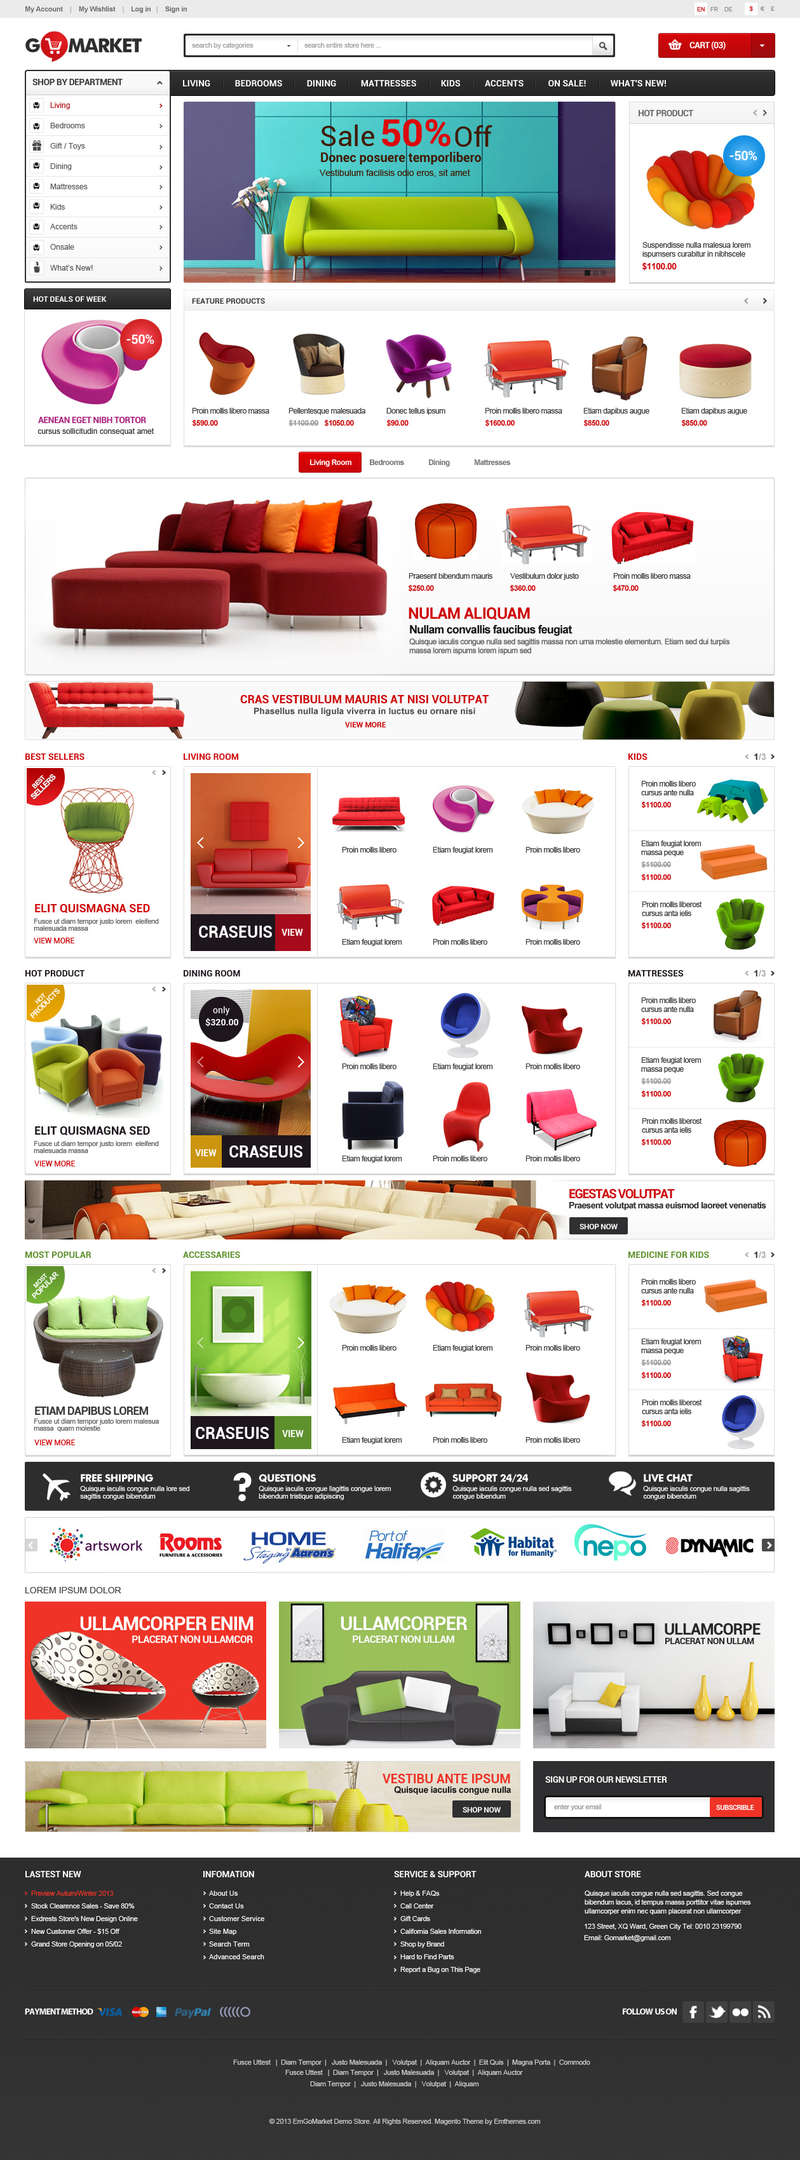 My Account | My Wishlist | Log in | Sign in
EN FR DE $ € £
GOMARKET
search by categories
search entire store here ...
CART (03)
SHOP BY DEPARTMENT
LIVING BEDROOMS DINING MATTRESSES KIDS ACCENTS ON SALE! WHAT'S NEW!
Living
Bedrooms
Gift / Toys
Dining
Mattresses
Kids
Accents
Onsale
What's New!
Sale 50% Off
Donec posuere temporlibero
Vestibulum facilisis odio eros, sit amet
HOT PRODUCT
-50%
Suspendisse nulla malesua lorem
ispumsers curabitur in nibhscele
$1100.00
HOT DEALS OF WEEK
-50%
AENEAN EGET NIBH TORTOR
cursus sollicitudin consequat amet
FEATURE PRODUCTS
Proin mollis libero massa
$590.00
Pellentesque malesuada
$1100.00 $1050.00
Donec tellus ipsum
$90.00
Proin mollis libero massa
$1600.00
Etiam dapibus augue
$850.00
Etiam dapibus augue
$850.00
Living Room Bedrooms Dining Mattresses
Praesent bibendum mauris
$250.00
Vestibulum dolor justo
$360.00
Proin mollis libero massa
$470.00
NULAM ALIQUAM
Nullam convallis faucibus feugiat
Quisque iaculis congue nulla sed sagittis massa non urna molestie elementum. Etiam sed dui turpiis
massa lorem ispums lorem ispum sed
CRAS VESTIBULUM MAURIS AT NISI VOLUTPAT
Phasellus nulla ligula viverra in luctus eu ornare nisi
VIEW MORE
BEST SELLERS
BEST
SELLERS
ELIT QUISMAGNA SED
Fusce ut diam tempor justo lorem eleifend
malesuada massa
VIEW MORE
LIVING ROOM
CRASEUIS VIEW
Proin mollis libero
Etiam feugiat lorem
Proin mollis libero
Etiam feugiat lorem
Proin mollis libero
Proin mollis libero
KIDS
1/3
Proin mollis libero
cursus ante nulla
$1100.00
Etiam feugiat lorem
massa peque
$1100.00
$1100.00
Proin mollis liberost
cursus anta ielis
$1100.00
HOT PRODUCT
HOT
PRODUCTS
ELIT QUISMAGNA SED
Fusce ut diam tempor justo lorem eleifend
malesuada massa
VIEW MORE
DINING ROOM
only
$320.00
VIEW CRASEUIS
Proin mollis libero
Etiam feugiat lorem
Proin mollis libero
Etiam feugiat lorem
Proin mollis libero
Proin mollis libero
MATTRESSES
1/3
Proin mollis libero
cursus ante nulla
$1100.00
Etiam feugiat lorem
massa peque
$1100.00
$1100.00
Proin mollis liberost
cursus anta ielis
$1100.00
EGESTAS VOLUTPAT
Praesent volutpat massa euismod laoreet venenatis
SHOP NOW
MOST POPULAR
MOST
POPULAR
ETIAM DAPIBUS LOREM
Fusce ut diam tempor justo lorem malesua
massa quam molestie
VIEW MORE
ACCESSARIES
CRASEUIS VIEW
Proin mollis libero
Etiam feugiat lorem
Proin mollis libero
Etiam feugiat lorem
Proin mollis libero
Proin mollis libero
MEDICINE FOR KIDS
1/3
Proin mollis libero
cursus ante nulla
$1100.00
Etiam feugiat lorem
massa peque
$1100.00
$1100.00
Proin mollis liberost
cursus anta ielis
$1100.00
FREE SHIPPING
Quisque iaculis congue nulla lore sed
sagittis congue bibendum
QUESTIONS
Quisque iaculis congue llagittis congue lorem
bibendum tristique adipiscing
SUPPORT 24/24
Quisque iaculis congue nulla sed sagittis
congue bibendum
LIVE CHAT
Quisque iaculis congue nulla sagittis
congue bibendum
artswork
Rooms
FURNITURE & ACCESSORIES
HOME
Staging by Aaron's
Port of
Halifax
Habitat
for Humanity
nepo
DYNAMIC
LOREM IPSUM DOLOR
ULLAMCORPER ENIM
PLACERAT NON ULLAMCOR
ULLAMCORPER
PLACERAT NON ULLAM
ULLAMCORPE
PLACERAT NON ULLAM
VESTIBU ANTE IPSUM
Quisque iaculis congue nulla
SHOP NOW
SIGN UP FOR OUR NEWSLETTER
enter your email
SUBSCRIBLE
LASTEST NEW
Preview Autum/Winter 2013
Stock Clearence Sales - Save 80%
Exdrests Store's New Design Online
New Customer Offer - $15 Off
Grand Store Opening on 05/02
INFOMATION
About Us
Contact Us
Customer Service
Site Map
Search Term
Advanced Search
SERVICE & SUPPORT
Help & FAQs
Call Center
Gift Cards
California Sales Information
Shop by Brand
Hard to Find Parts
Report a Bug on This Page
ABOUT STORE
Quisque iaculis congue nulla sed sagittis. Sed congue
bibendum lacus, id tempus massa porttitor vitae ispumes
ullamcorper enim nec quam placerat non ullamcorper
123 Street, XQ Ward, Green City Tel: 0010 23199790
Email: Gomarket@gmail.com
PAYMENT METHOD VISA PayPal
FOLLOW US ON
Fusce Uttest | Diam Tempor | Justo Malesuada | Volutpat | Aliquam Auctor | Elit Quis | Magna Porta | Commodo
Fusce Uttest | Diam Tempor | Justo Malesuada | Volutpat | Aliquam Auctor
Diam Tempor | Justo Malesuada | Volutpat | Aliquam
© 2013 EmGoMarket Demo Store. All Rights Reserved. Magento Theme by Emthemes.com